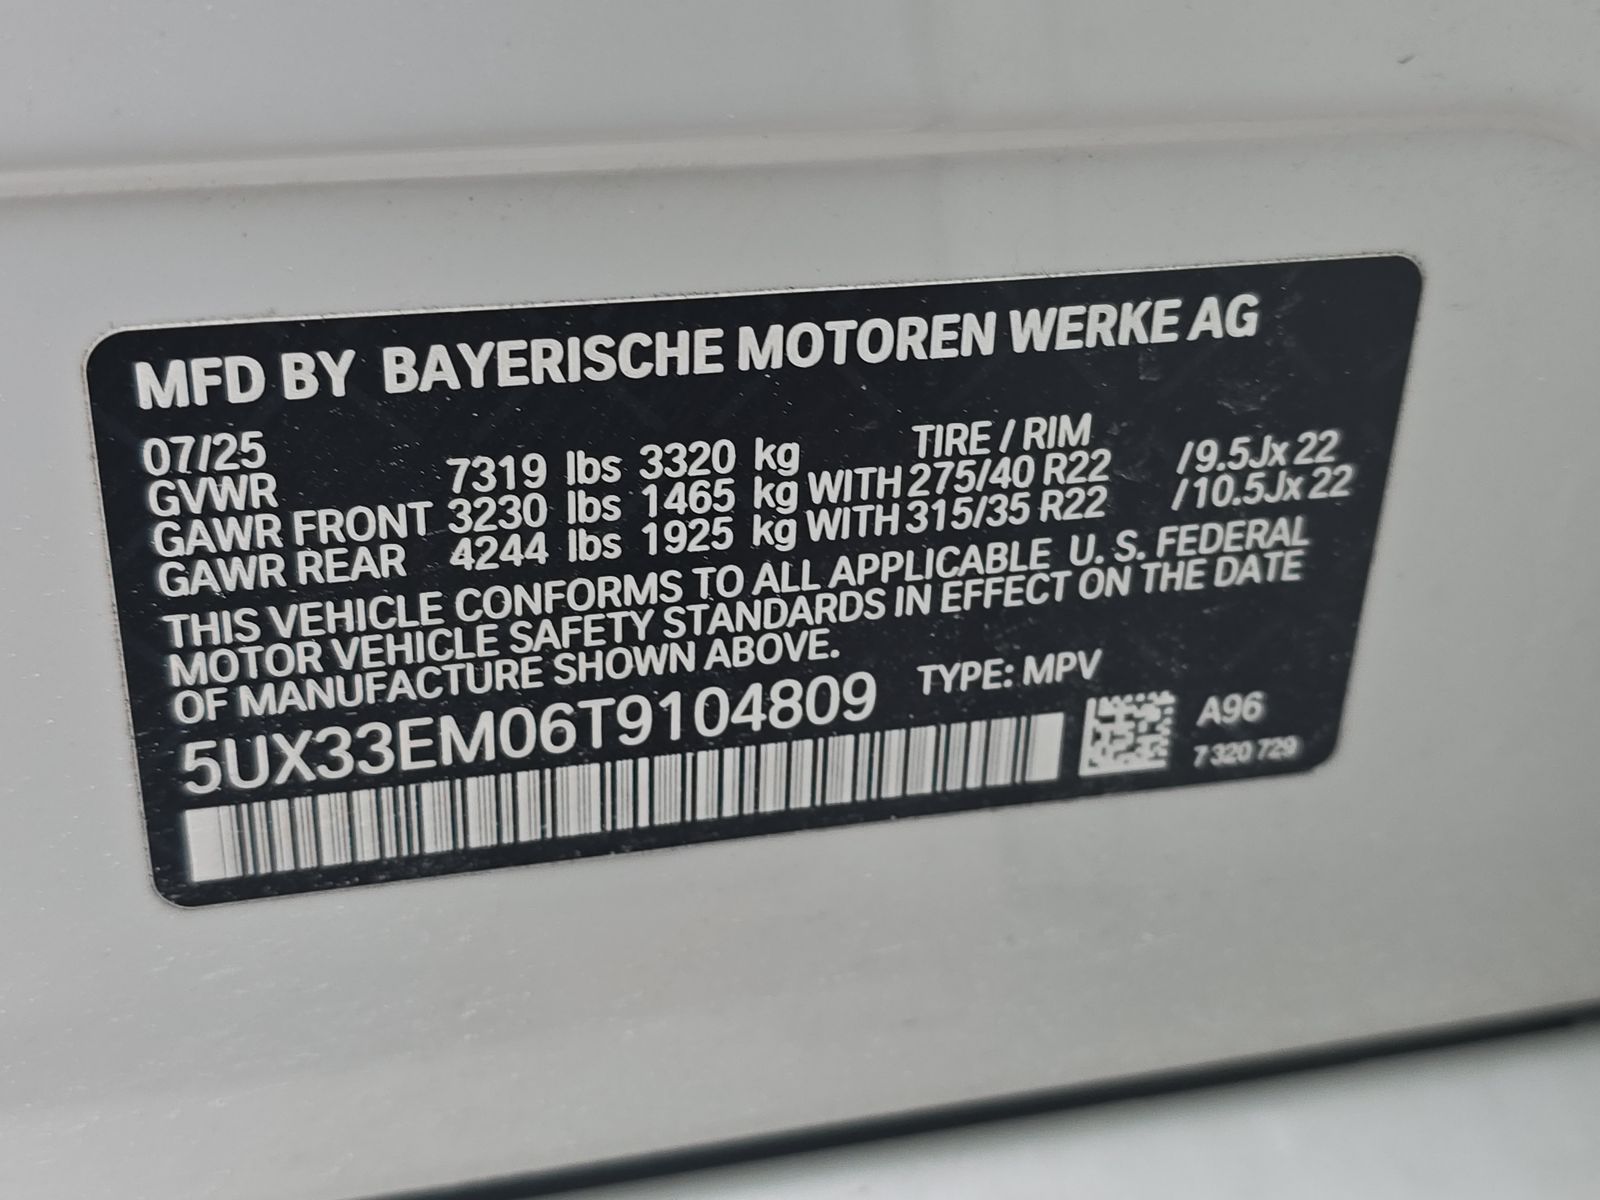 MFD BY BAYERISCHE MOTOREN WERKE AG
07/25 TIRE / RIM
GVWR 7319 lbs 3320 kg
GAWR FRONT 3230 lbs 1465 kg WITH 275/40 R22 /9.5Jx 22
GAWR REAR 4244 lbs 1925 kg WITH 315/35 R22 /10.5Jx 22
THIS VEHICLE CONFORMS TO ALL APPLICABLE U. S. FEDERAL
MOTOR VEHICLE SAFETY STANDARDS IN EFFECT ON THE DATE
OF MANUFACTURE SHOWN ABOVE.
5UX33EM06T9104809 TYPE: MPV
A96
7 320 729